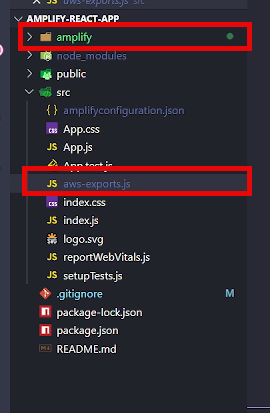 JS aws-exports.js src
AMPLIFY-REACT-APP
amplify
node_modules
public
src
{} amplifyconfiguration.json
CSS App.css
JS App.js
App.test.js
JS aws-exports.js
CSS index.css
JS index.js
logo.svg
JS reportWebVitals.js
JS setupTests.js
.gitignore M
package-lock.json
package.json
README.md